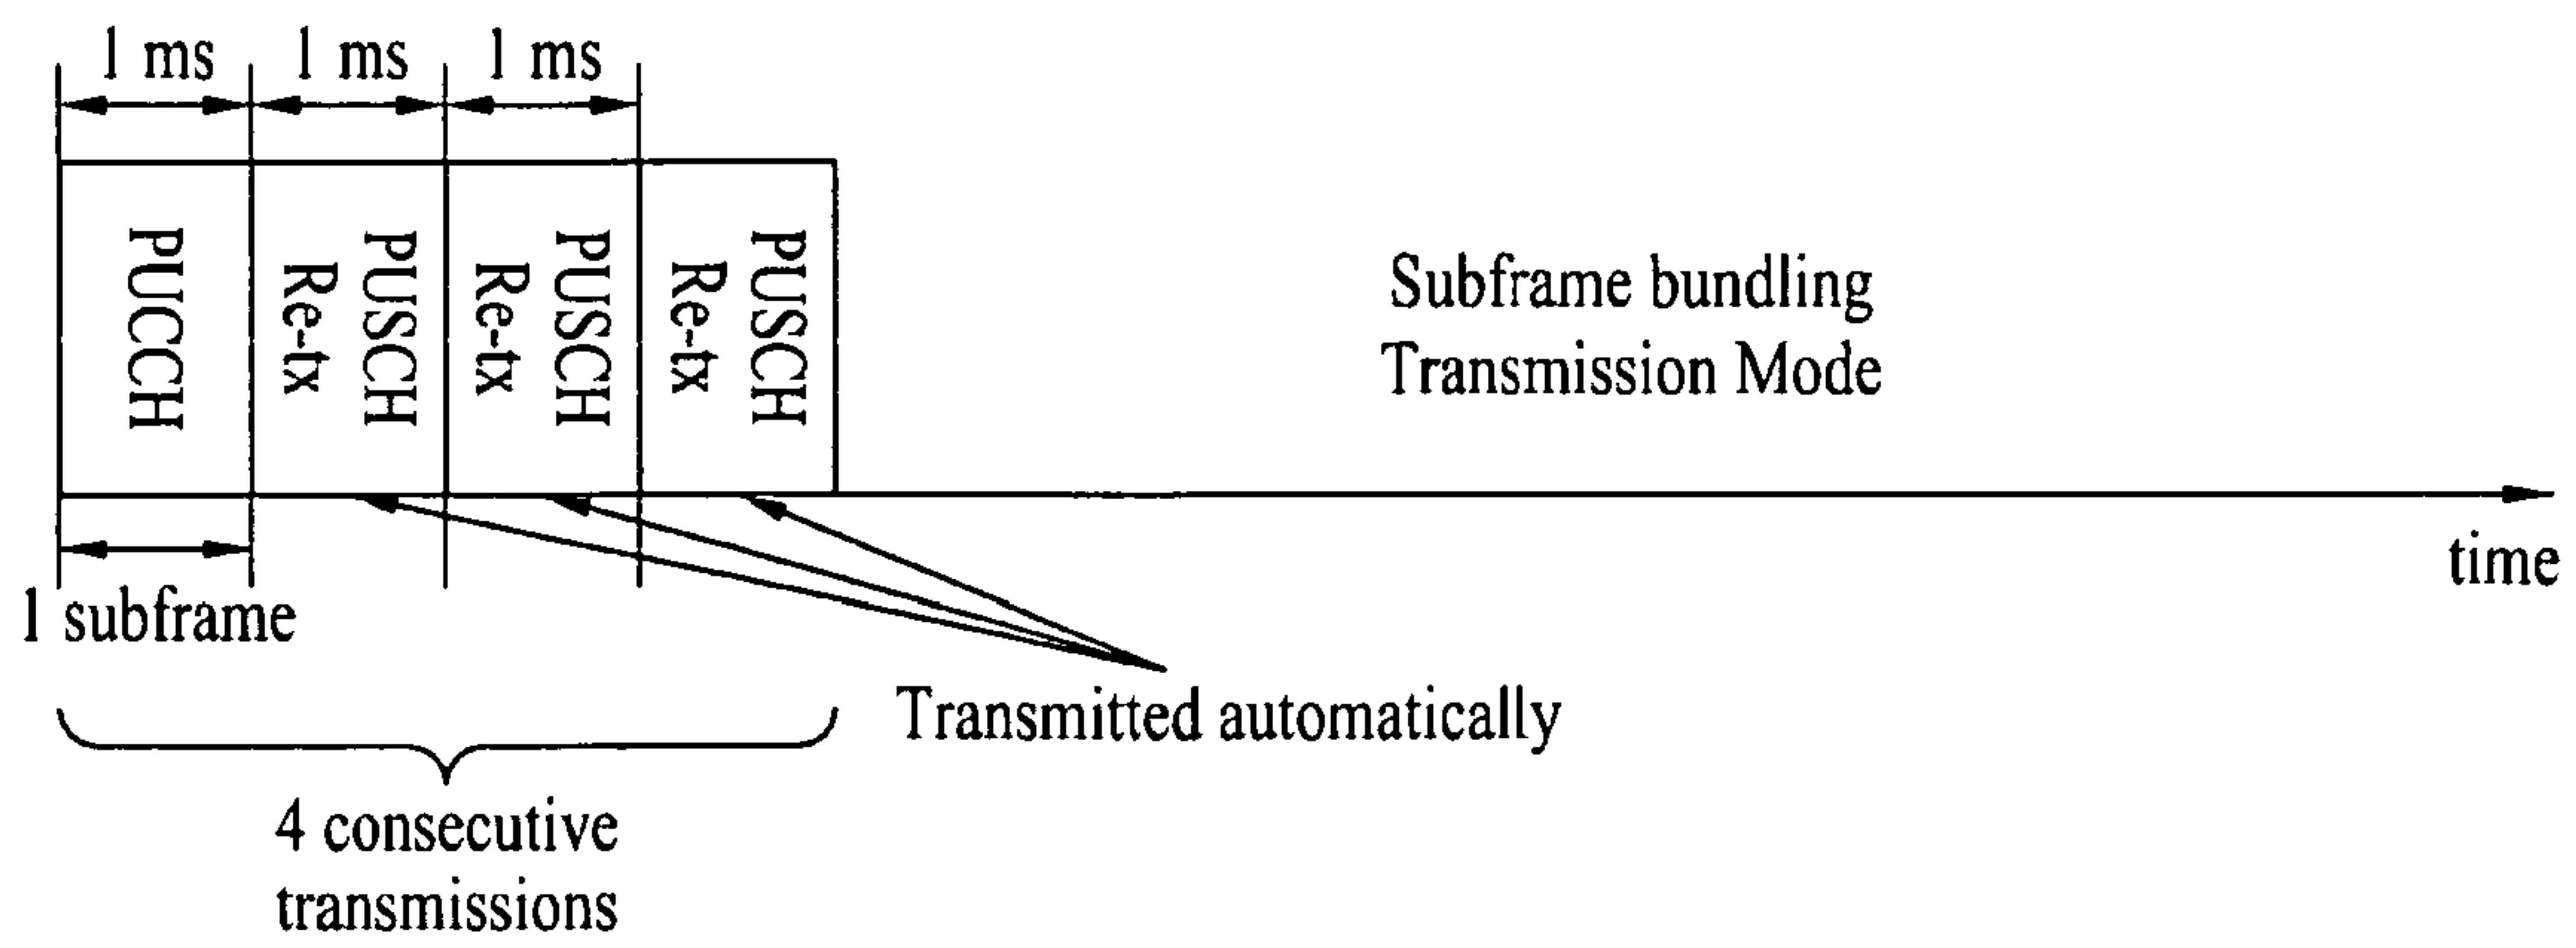 1 ms
1 ms
1 ms
PUCCH
PUSCH
Re-tx
PUSCH
Re-tx
PUSCH
Re-tx
Subframe bundling
Transmission Mode
time
1 subframe
Transmitted automatically
4 consecutive
transmissions